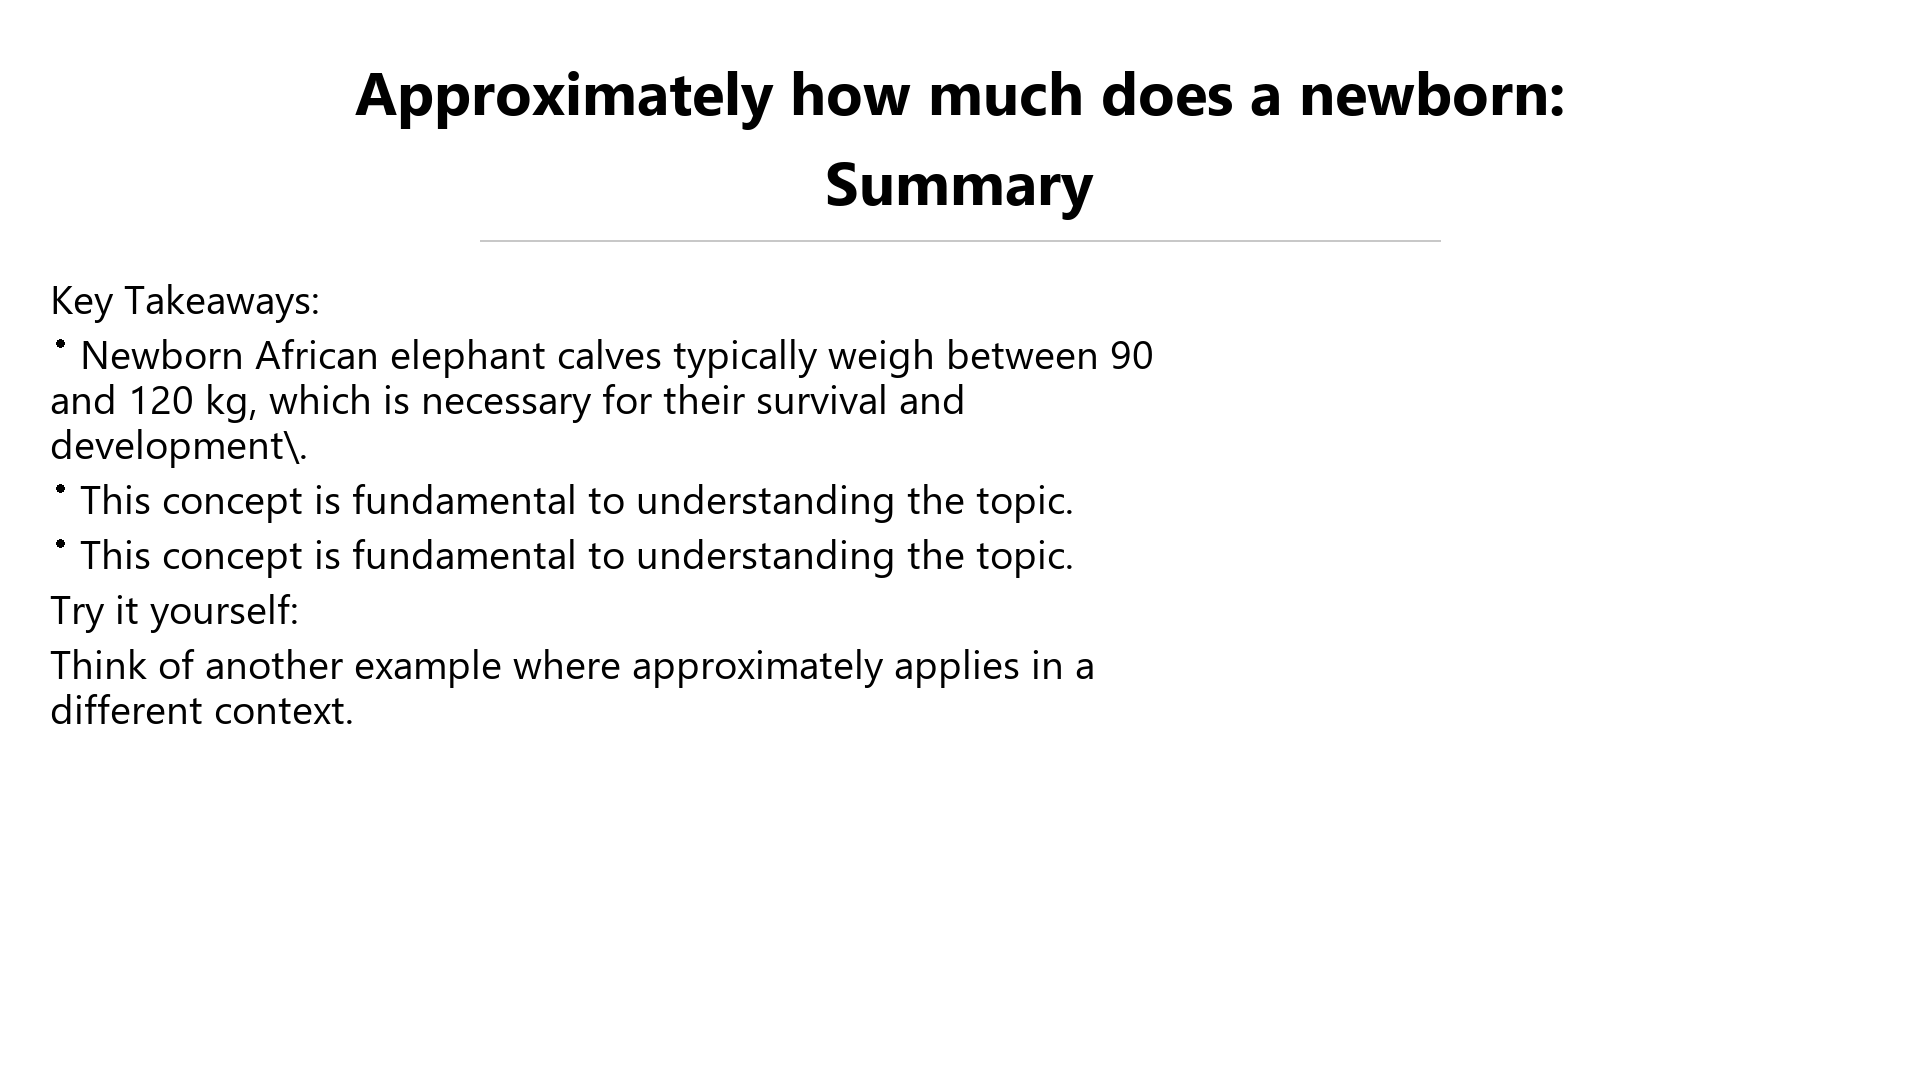 Approximately how much does a newborn:
Summary
Key Takeaways:
• Newborn African elephant calves typically weigh between 90
and 120 kg, which is necessary for their survival and
development\.
• This concept is fundamental to understanding the topic.
• This concept is fundamental to understanding the topic.
Try it yourself:
Think of another example where approximately applies in a
different context.